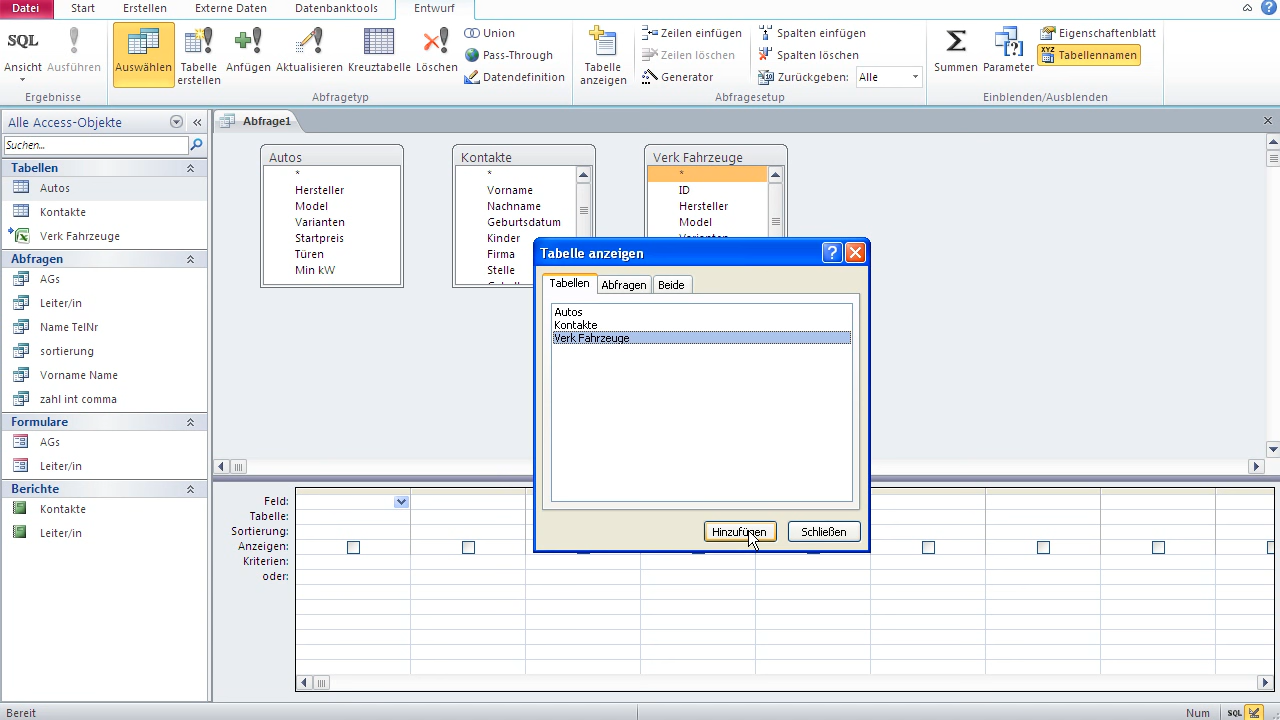 Datei Start Erstellen Externe Daten Datenbanktools Entwurf
SQL
Ansicht
Ausführen
Ergebnisse
Auswählen
Tabelle erstellen
Anfügen
Aktualisieren
Kreuztabelle
Löschen
Union
Pass-Through
Datendefinition
Abfragetyp
Tabelle anzeigen
Zeilen einfügen
Zeilen löschen
Generator
Spalten einfügen
Spalten löschen
Zurückgeben: Alle
Abfragesetup
Summen
Parameter
Eigenschaftenblatt
XYZ Tabellennamen
Einblenden/Ausblenden
Alle Access-Objekte
Suchen...
Tabellen
Autos
Kontakte
Verk Fahrzeuge
Abfragen
AGs
Leiter/in
Name TelNr
sortierung
Vorname Name
zahl int comma
Formulare
AGs
Leiter/in
Berichte
Kontakte
Leiter/in
Abfrage1
Autos
*
Hersteller
Model
Varianten
Startpreis
Türen
Min kW
Kontakte
*
Vorname
Nachname
Geburtsdatum
Kinder
Firma
Stelle
Verk Fahrzeuge
*
ID
Hersteller
Model
Tabelle anzeigen
Tabellen Abfragen Beide
Autos
Kontakte
Verk Fahrzeuge
Hinzufügen Schließen
Feld:
Tabelle:
Sortierung:
Anzeigen:
Kriterien:
oder:
Bereit Num SQL